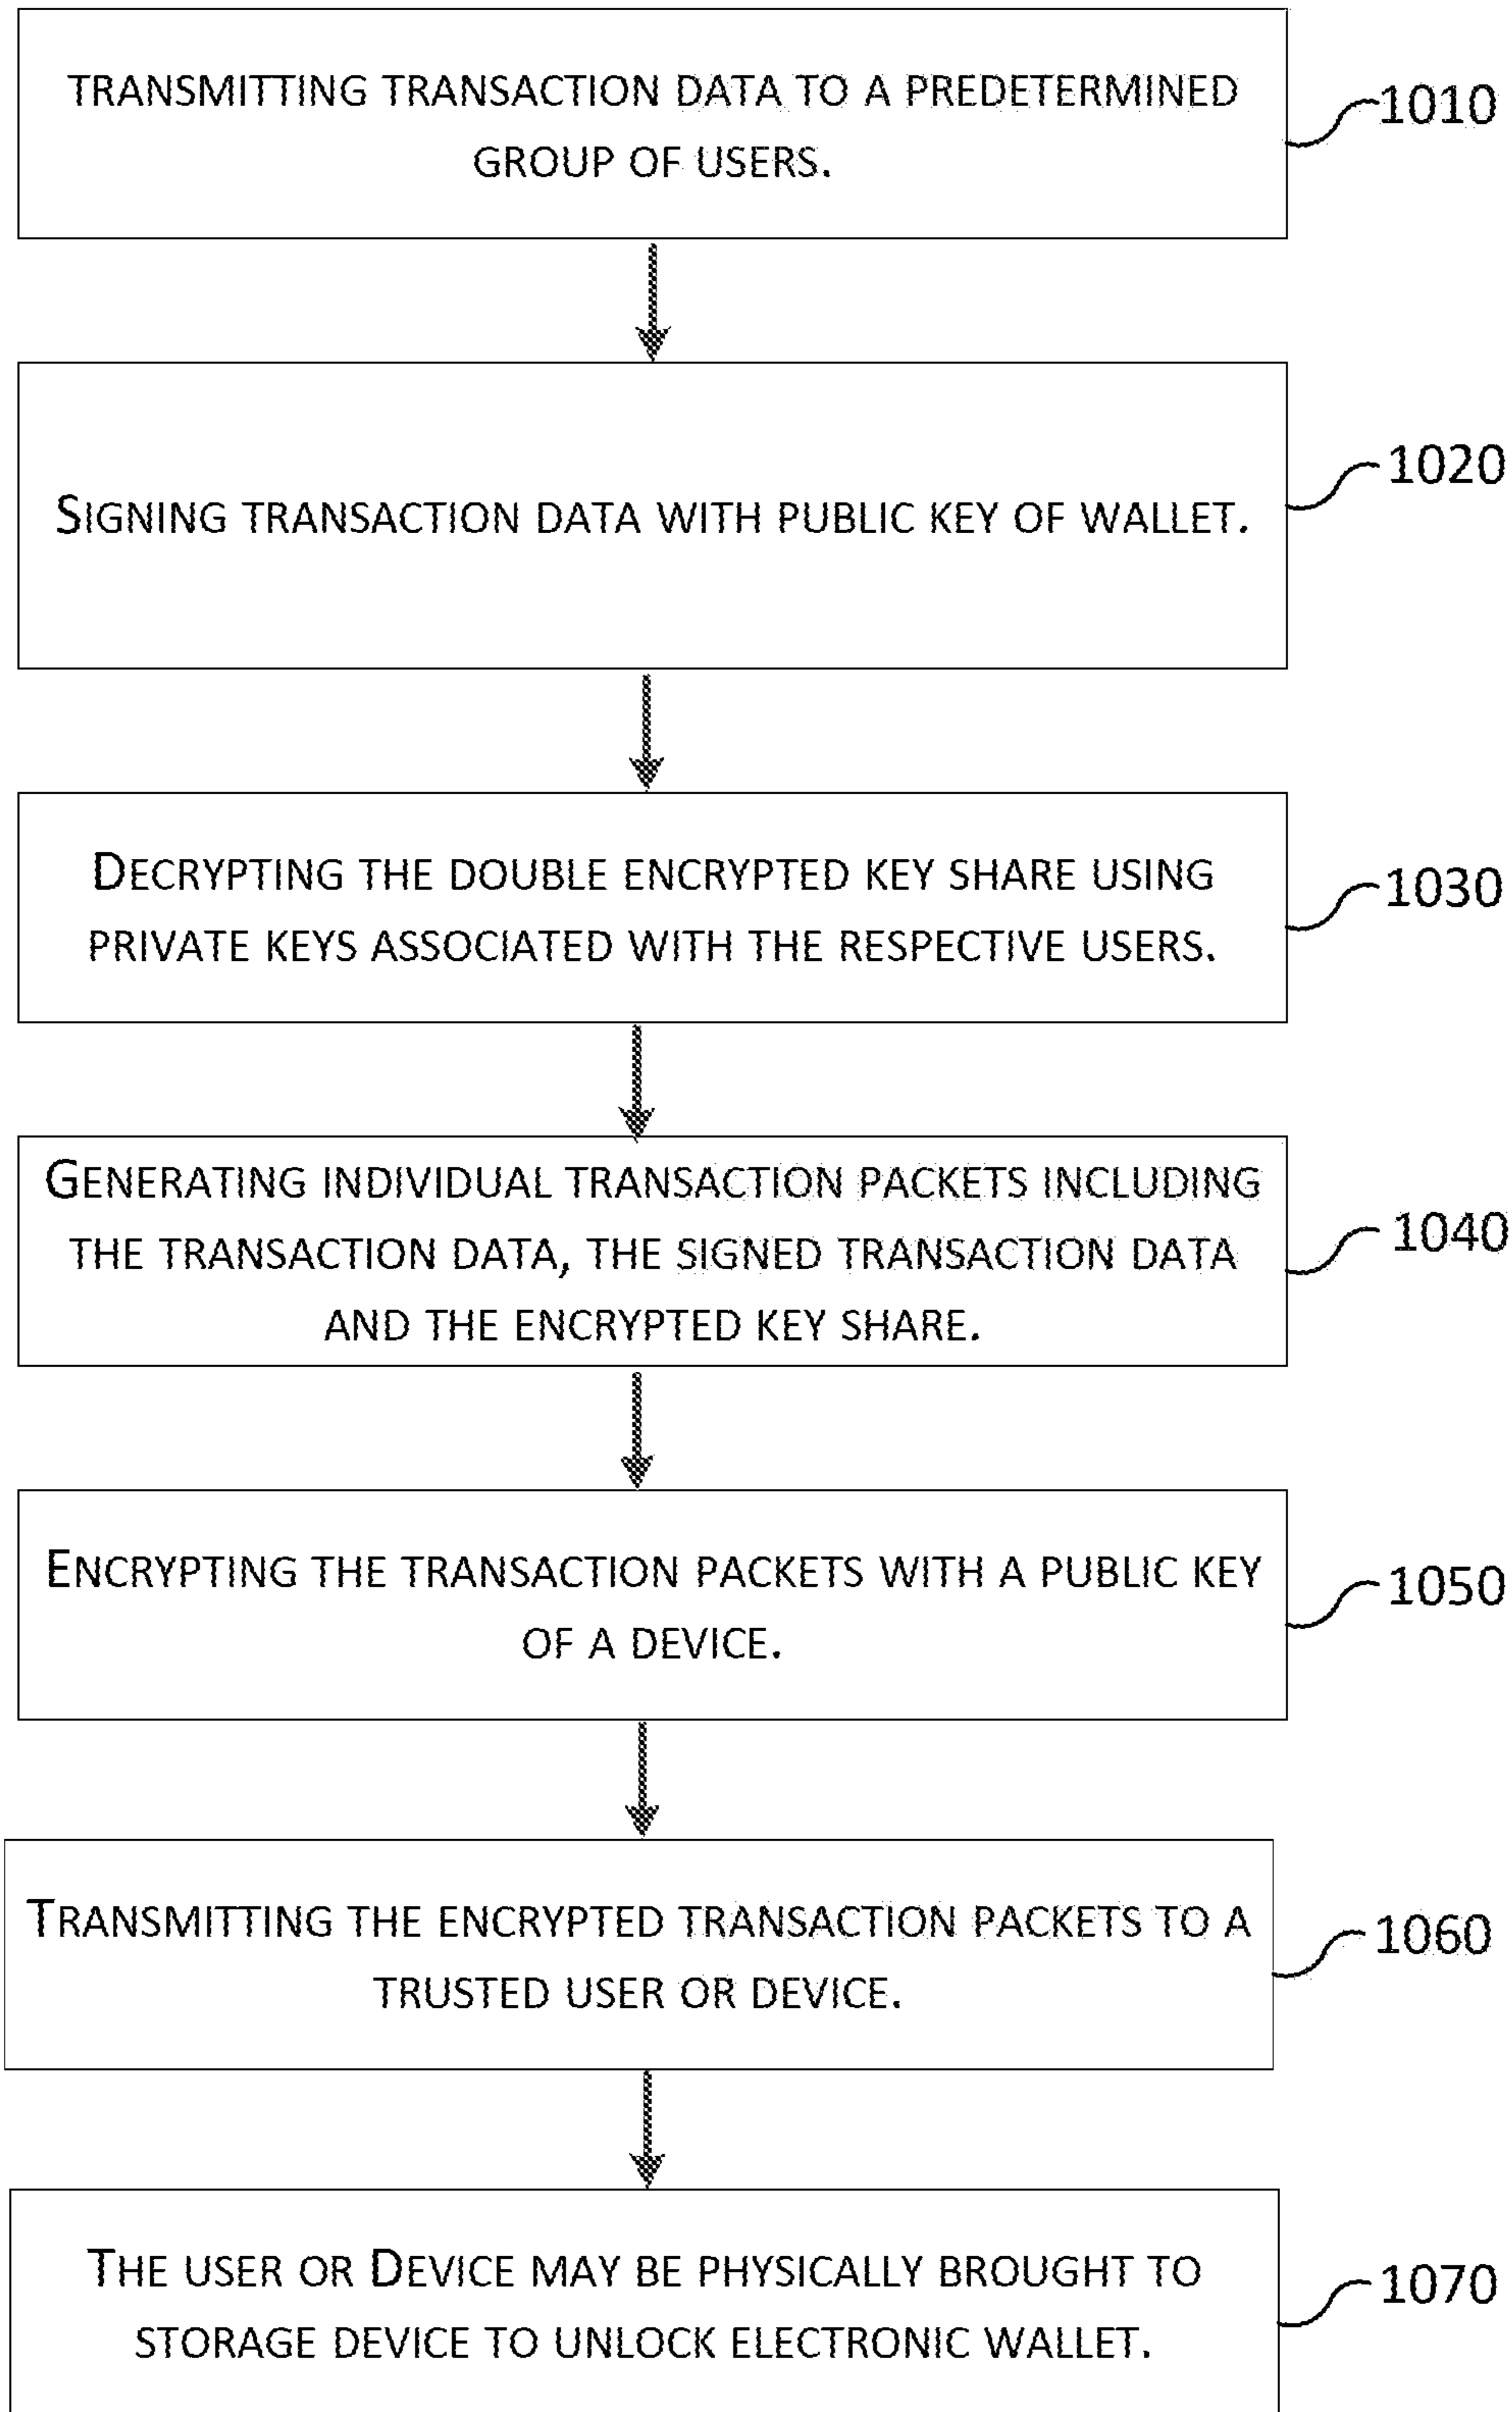 TRANSMITTING TRANSACTION DATA TO A PREDETERMINED
GROUP OF USERS.
1010
SIGNING TRANSACTION DATA WITH PUBLIC KEY OF WALLET.
1020
DECRYPTING THE DOUBLE ENCRYPTED KEY SHARE USING
PRIVATE KEYS ASSOCIATED WITH THE RESPECTIVE USERS.
1030
GENERATING INDIVIDUAL TRANSACTION PACKETS INCLUDING
THE TRANSACTION DATA, THE SIGNED TRANSACTION DATA
AND THE ENCRYPTED KEY SHARE.
1040
ENCRYPTING THE TRANSACTION PACKETS WITH A PUBLIC KEY
OF A DEVICE.
1050
TRANSMITTING THE ENCRYPTED TRANSACTION PACKETS TO A
TRUSTED USER OR DEVICE.
1060
THE USER OR DEVICE MAY BE PHYSICALLY BROUGHT TO
STORAGE DEVICE TO UNLOCK ELECTRONIC WALLET.
1070